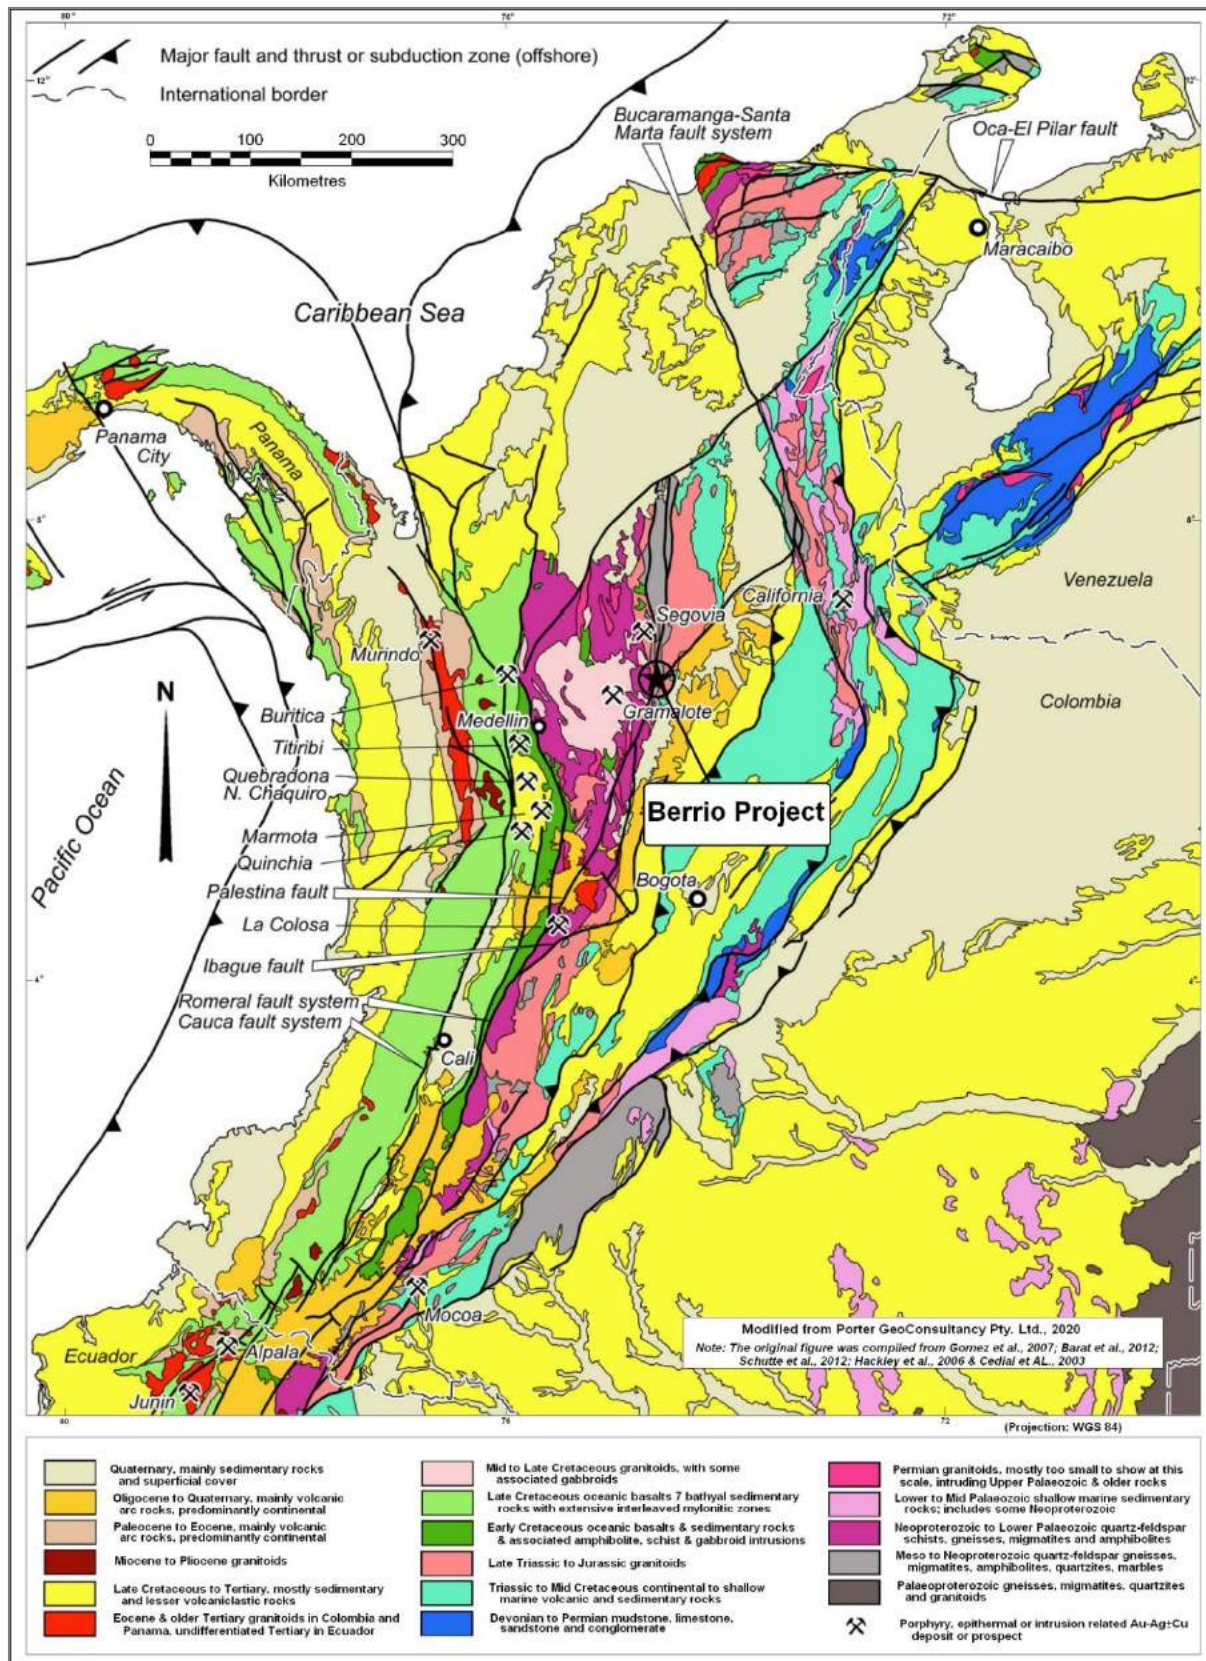 80°
76°
72°
Major fault and thrust or subduction zone (offshore)
International border
0 100 200 300
Kilometres
12°
12°
Bucaramanga-Santa
Marta fault system
Oca-El Pilar fault
Maracaibo
Caribbean Sea
Panama
City
Panama
8°
8°
Venezuela
California
Segovia
Murindo
N
Buritica
Medellin
Gramalote
Colombia
Titiribi
Quebradona
N. Chaquiro
Berrio Project
Marmota
Quinchia
Pacific Ocean
Palestina fault
Bogota
La Colosa
Ibague fault
4°
4°
Romeral fault system
Cauca fault system
Cali
Mocoa
Ecuador
Alpala
Junin
Modified from Porter GeoConsultancy Pty. Ltd., 2020
Note: The original figure was compiled from Gomez et al., 2007; Barat et al., 2012;
Schutte et al., 2012; Hackley et al., 2006 & Cedial et AL., 2003
80
76
72
(Projection: WGS 84)
Quaternary, mainly sedimentary rocks
and superficial cover
Oligocene to Quaternary, mainly volcanic
arc rocks, predominantly continental
Paleocene to Eocene, mainly volcanic
arc rocks, predominantly continental
Miocene to Pliocene granitoids
Late Cretaceous to Tertiary, mostly sedimentary
and lesser volcaniclastic rocks
Eocene & older Tertiary granitoids in Colombia and
Panama, undifferentiated Tertiary in Ecuador
Mid to Late Cretaceous granitoids, with some
associated gabbroids
Late Cretaceous oceanic basalts 7 bathyal sedimentary
rocks with extensive interleaved mylonitic zones
Early Cretaceous oceanic basalts & sedimentary rocks
& associated amphibolite, schist & gabbroid intrusions
Late Triassic to Jurassic granitoids
Triassic to Mid Cretaceous continental to shallow
marine volcanic and sedimentary rocks
Devonian to Permian mudstone, limestone,
sandstone and conglomerate
Permian granitoids, mostly too small to show at this
scale, intruding Upper Palaeozoic & older rocks
Lower to Mid Palaeozoic shallow marine sedimentary
rocks; includes some Neoproterozoic
Neoproterozoic to Lower Palaeozoic quartz-feldspar
schists, gneisses, migmatites and amphibolites
Meso to Neoproterozoic quartz-feldspar gneisses,
migmatites, amphibolites, quartzites, marbles
Palaeoproterozoic gneisses, migmatites, quartzites
and granitoids
Porphyry, epithermal or intrusion related Au-Ag±Cu
deposit or prospect